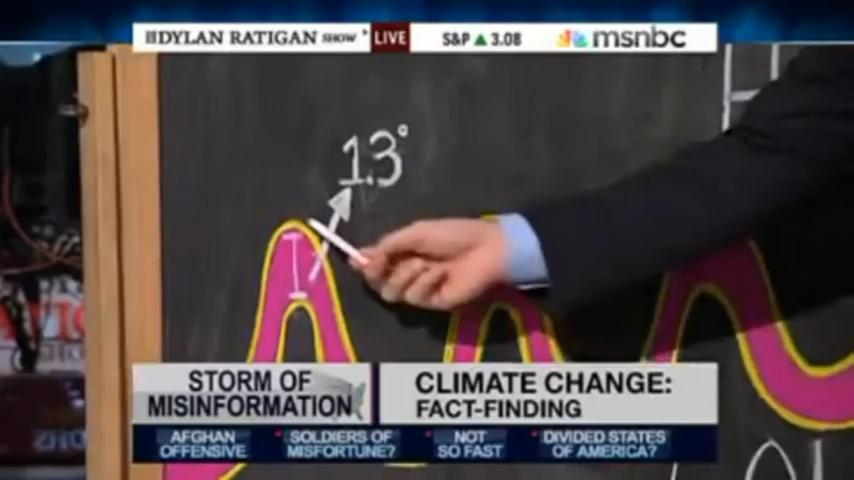 DYLAN RATIGAN SHOW LIVE S&P ▲ 3.08 msnbc
1.3°
STORM OF
MISINFORMATION
CLIMATE CHANGE:
FACT-FINDING
AFGHAN
OFFENSIVE
SOLDIERS OF
MISFORTUNE?
NOT
SO FAST
DIVIDED STATES
OF AMERICA?